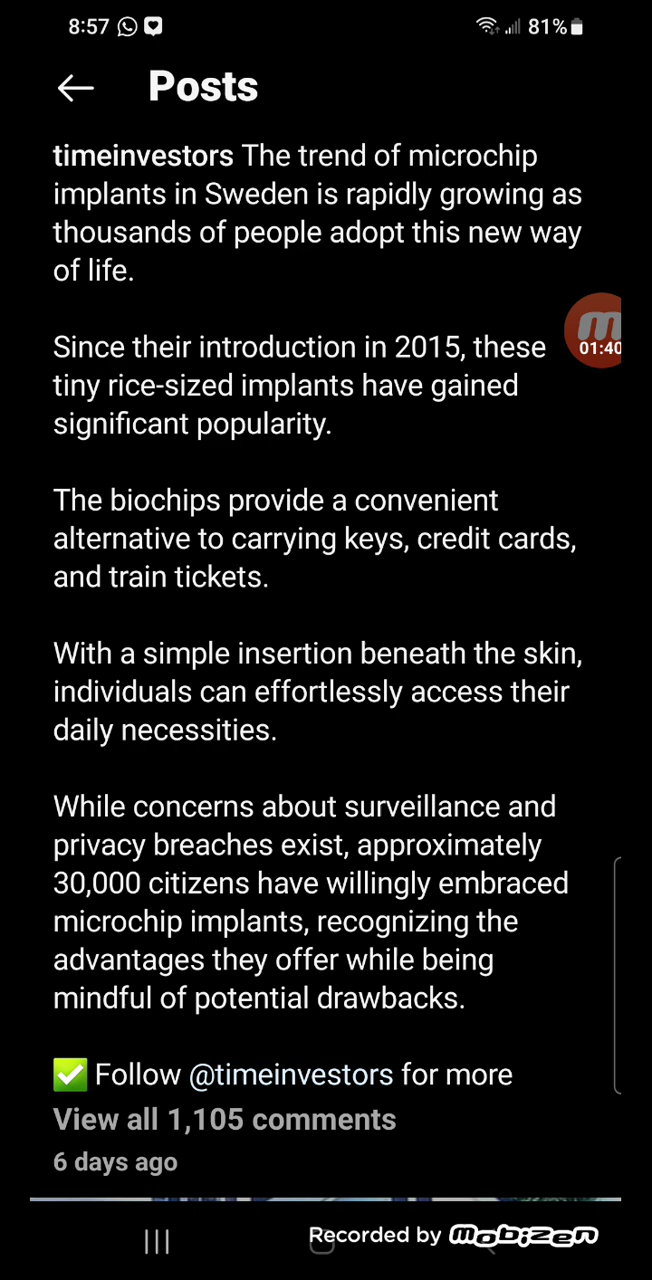 8:57 81%
Posts
timeinvestors The trend of microchip
implants in Sweden is rapidly growing as
thousands of people adopt this new way
of life.
Since their introduction in 2015, these
01:40
tiny rice-sized implants have gained
significant popularity.
The biochips provide a convenient
alternative to carrying keys, credit cards,
and train tickets.
With a simple insertion beneath the skin,
individuals can effortlessly access their
daily necessities.
While concerns about surveillance and
privacy breaches exist, approximately
30,000 citizens have willingly embraced
microchip implants, recognizing the
advantages they offer while being
mindful of potential drawbacks.
✅ Follow @timeinvestors for more
View all 1,105 comments
6 days ago
Recorded by mobizen